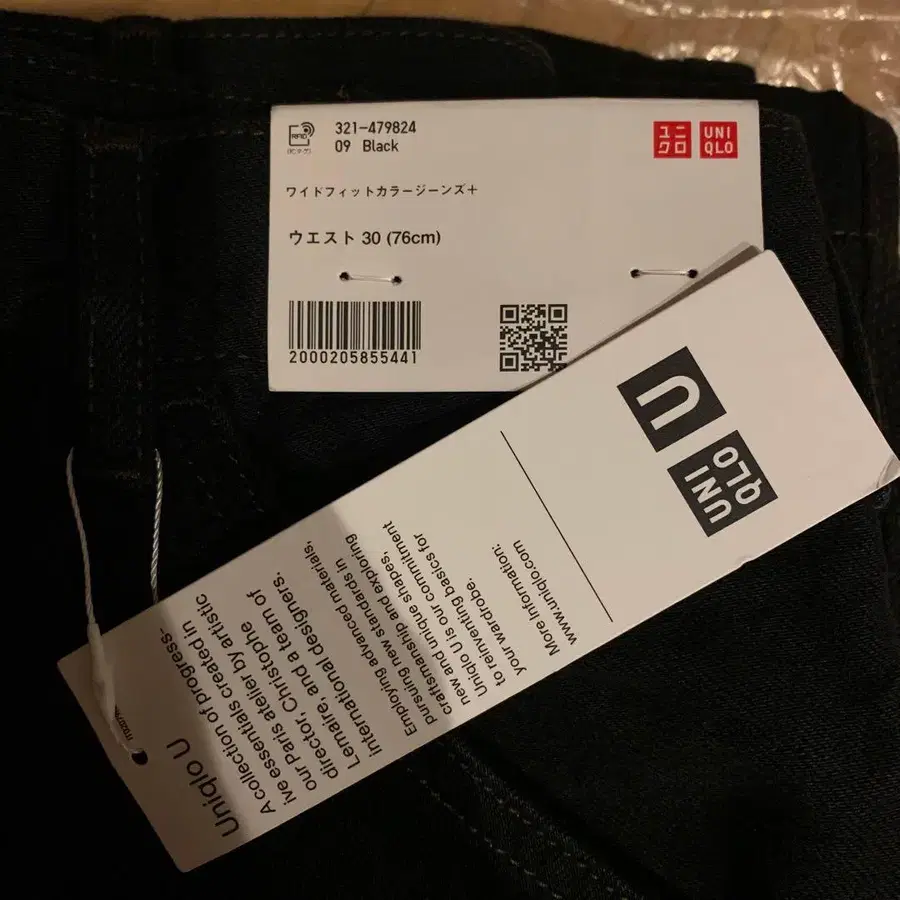 RFID
321-479824
09 Black
ユニ
クロ
UNI
QLO
ワイドフィットカラージーンズ+
ウエスト 30 (76cm)
2000205855441
U
UNI
QLO
Uniqlo U
A collection of progress-
ive essentials created in
our Paris atelier by artistic
director, Christophe
Lemaire, and a team of
international designers.
Employing advanced materials,
pursuing new standards in
craftsmanship and exploring
new and unique shapes,
Uniqlo U is our commitment
to reinventing basics for
your wardrobe.
More Information:
www.uniqlo.com